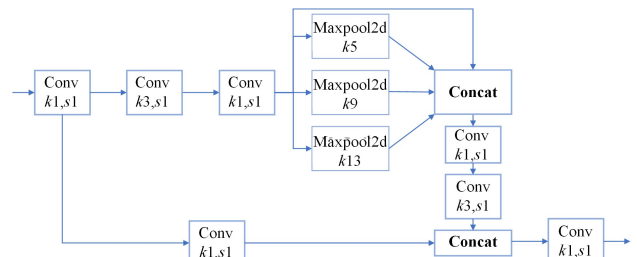 Maxpool2d
k5
Conv
k1,s1
Conv
k3,s1
Conv
k1,s1
Maxpool2d
k9
Concat
Maxpool2d
k13
Conv
k1,s1
Conv
k3,s1
Conv
k1,s1
Concat
Conv
k1,s1